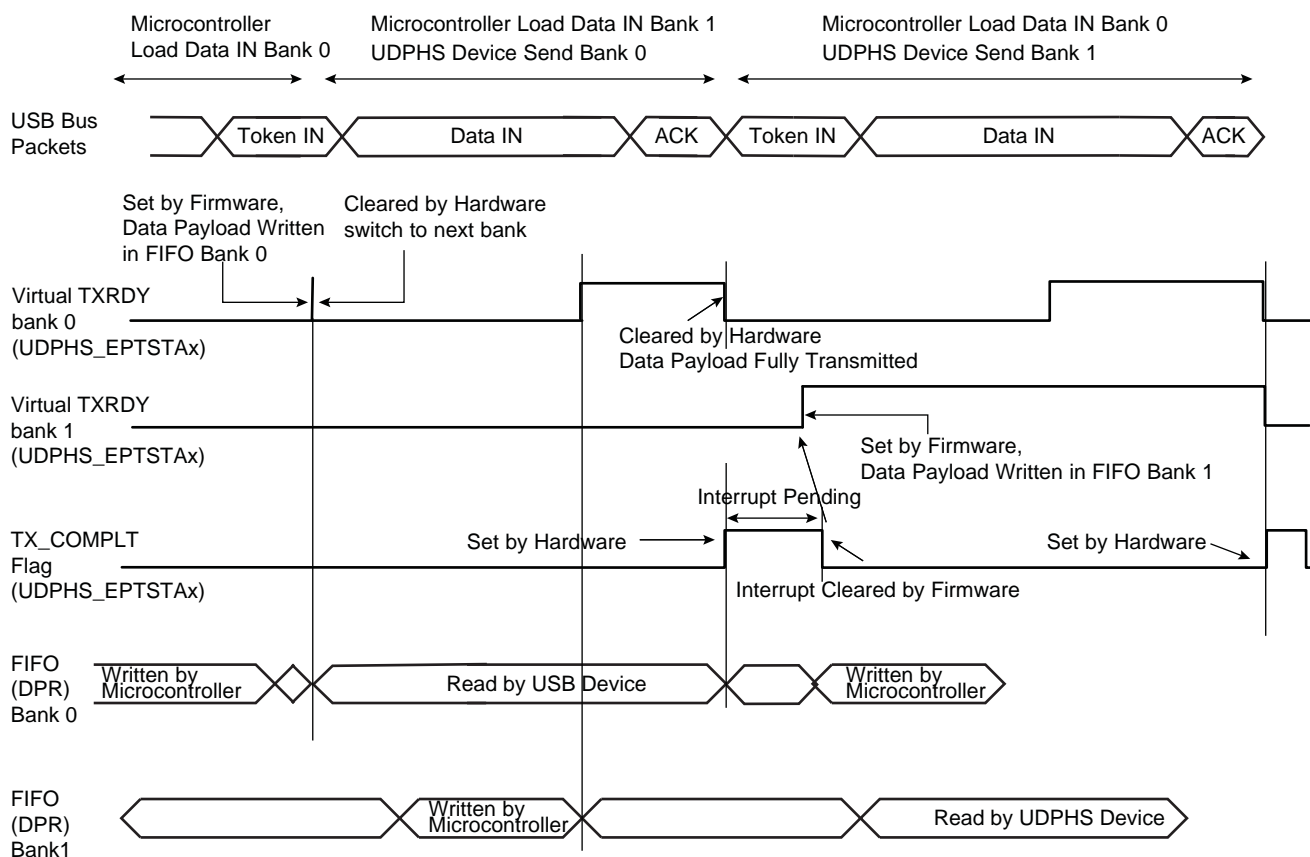 Microcontroller
Load Data IN Bank 0
Microcontroller Load Data IN Bank 1
UDPHS Device Send Bank 0
Microcontroller Load Data IN Bank 0
UDPHS Device Send Bank 1
USB Bus
Packets
Token IN
Data IN
ACK
Token IN
Data IN
ACK
Set by Firmware,
Data Payload Written
in FIFO Bank 0
Cleared by Hardware
switch to next bank
Virtual TXRDY
bank 0
(UDPHS_EPTSTAx)
Cleared by Hardware
Data Payload Fully Transmitted
Virtual TXRDY
bank 1
(UDPHS_EPTSTAx)
Set by Firmware,
Data Payload Written in FIFO Bank 1
Interrupt Pending
TX_COMPLT
Flag
(UDPHS_EPTSTAx)
Set by Hardware
Set by Hardware
Interrupt Cleared by Firmware
FIFO
(DPR)
Bank 0
Written by
Microcontroller
Read by USB Device
Written by
Microcontroller
FIFO
(DPR)
Bank1
Written by
Microcontroller
Read by UDPHS Device